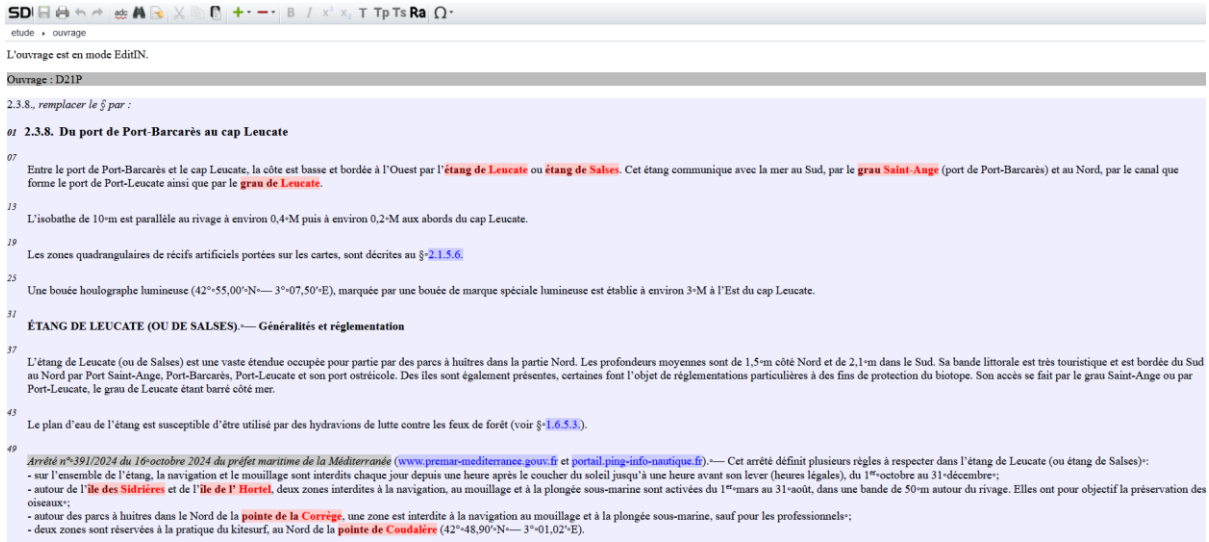 SD abc B I x² x₂ T Tp Ts Ra Ω
etude › ouvrage
L'ouvrage est en mode EditIN.
Ouvrage : D21P
2.3.8., remplacer le § par :
01 2.3.8. Du port de Port-Barcarès au cap Leucate
07
Entre le port de Port-Barcarès et le cap Leucate, la côte est basse et bordée à l'Ouest par l'étang de Leucate ou étang de Salses. Cet étang communique avec la mer au Sud, par le grau Saint-Ange (port de Port-Barcarès) et au Nord, par le canal que
forme le port de Port-Leucate ainsi que par le grau de Leucate.
13
L'isobathe de 10°m est parallèle au rivage à environ 0,4°M puis à environ 0,2°M aux abords du cap Leucate.
19
Les zones quadrangulaires de récifs artificiels portées sur les cartes, sont décrites au §°2.1.5.6.
25
Une bouée houlographe lumineuse (42°°55,00'°N°— 3°°07,50'°E), marquée par une bouée de marque spéciale lumineuse est établie à environ 3°M à l'Est du cap Leucate.
31
ÉTANG DE LEUCATE (OU DE SALSES).°— Généralités et réglementation
37
L'étang de Leucate (ou de Salses) est une vaste étendue occupée pour partie par des parcs à huîtres dans la partie Nord. Les profondeurs moyennes sont de 1,5°m côté Nord et de 2,1°m dans le Sud. Sa bande littorale est très touristique et est bordée du Sud
au Nord par Port Saint-Ange, Port-Barcarès, Port-Leucate et son port ostréicole. Des îles sont également présentes, certaines font l'objet de réglementations particulières à des fins de protection du biotope. Son accès se fait par le grau Saint-Ange ou par
Port-Leucate, le grau de Leucate étant barré côté mer.
43
Le plan d'eau de l'étang est susceptible d'être utilisé par des hydravions de lutte contre les feux de forêt (voir §°1.6.5.3.).
49
Arrêté n°°391/2024 du 16°octobre 2024 du préfet maritime de la Méditerranée (www.premar-mediterranee.gouv.fr et portail.ping-info-nautique.fr).°— Cet arrêté définit plusieurs règles à respecter dans l'étang de Leucate (ou étang de Salses)°:
- sur l'ensemble de l'étang, la navigation et le mouillage sont interdits chaque jour depuis une heure après le coucher du soleil jusqu'à une heure avant son lever (heures légales), du 1er°octobre au 31°décembre°;
- autour de l'île des Sidrières et de l'île de l' Hortel, deux zones interdites à la navigation, au mouillage et à la plongée sous-marine sont activées du 1er°mars au 31°août, dans une bande de 50°m autour du rivage. Elles ont pour objectif la préservation des
oiseaux°;
- autour des parcs à huitres dans le Nord de la pointe de la Corrège, une zone est interdite à la navigation au mouillage et à la plongée sous-marine, sauf pour les professionnels°;
- deux zones sont réservées à la pratique du kitesurf, au Nord de la pointe de Coudalère (42°°48,90'°N°— 3°°01,02'°E).